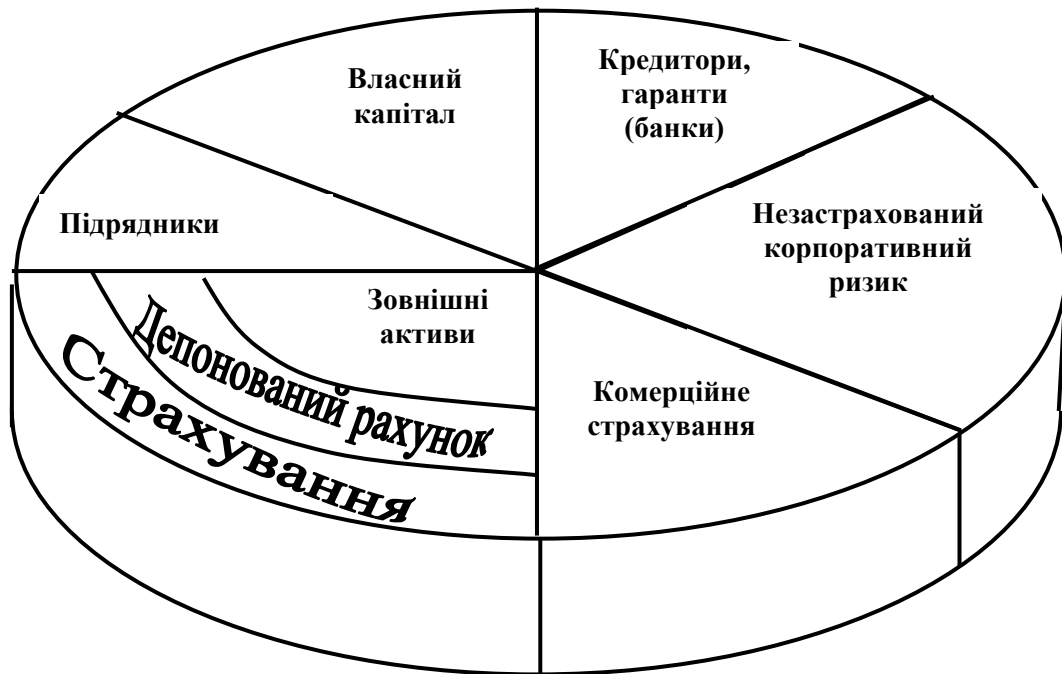 Власний
капітал
Кредитори,
гаранти
(банки)
Підрядники
Незастрахований
корпоративний
ризик
Зовнішні
активи
Депонований рахунок
Страхування
Комерційне
страхування